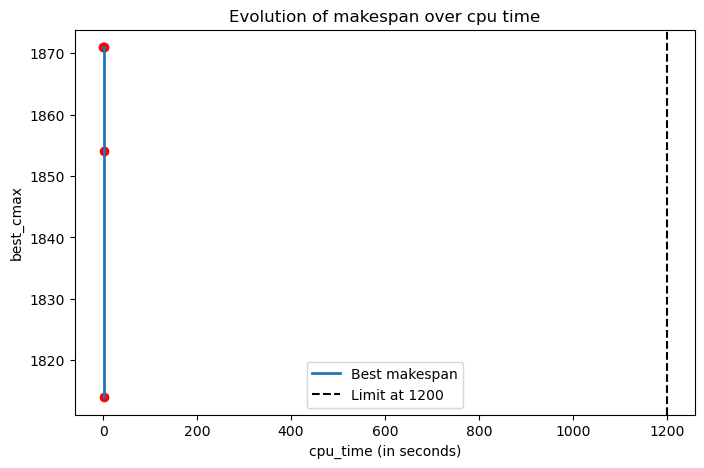 Evolution of makespan over cpu time
best_cmax
1870
1860
1850
1840
1830
1820
Best makespan
Limit at 1200
0 200 400 600 800 1000 1200
cpu_time (in seconds)